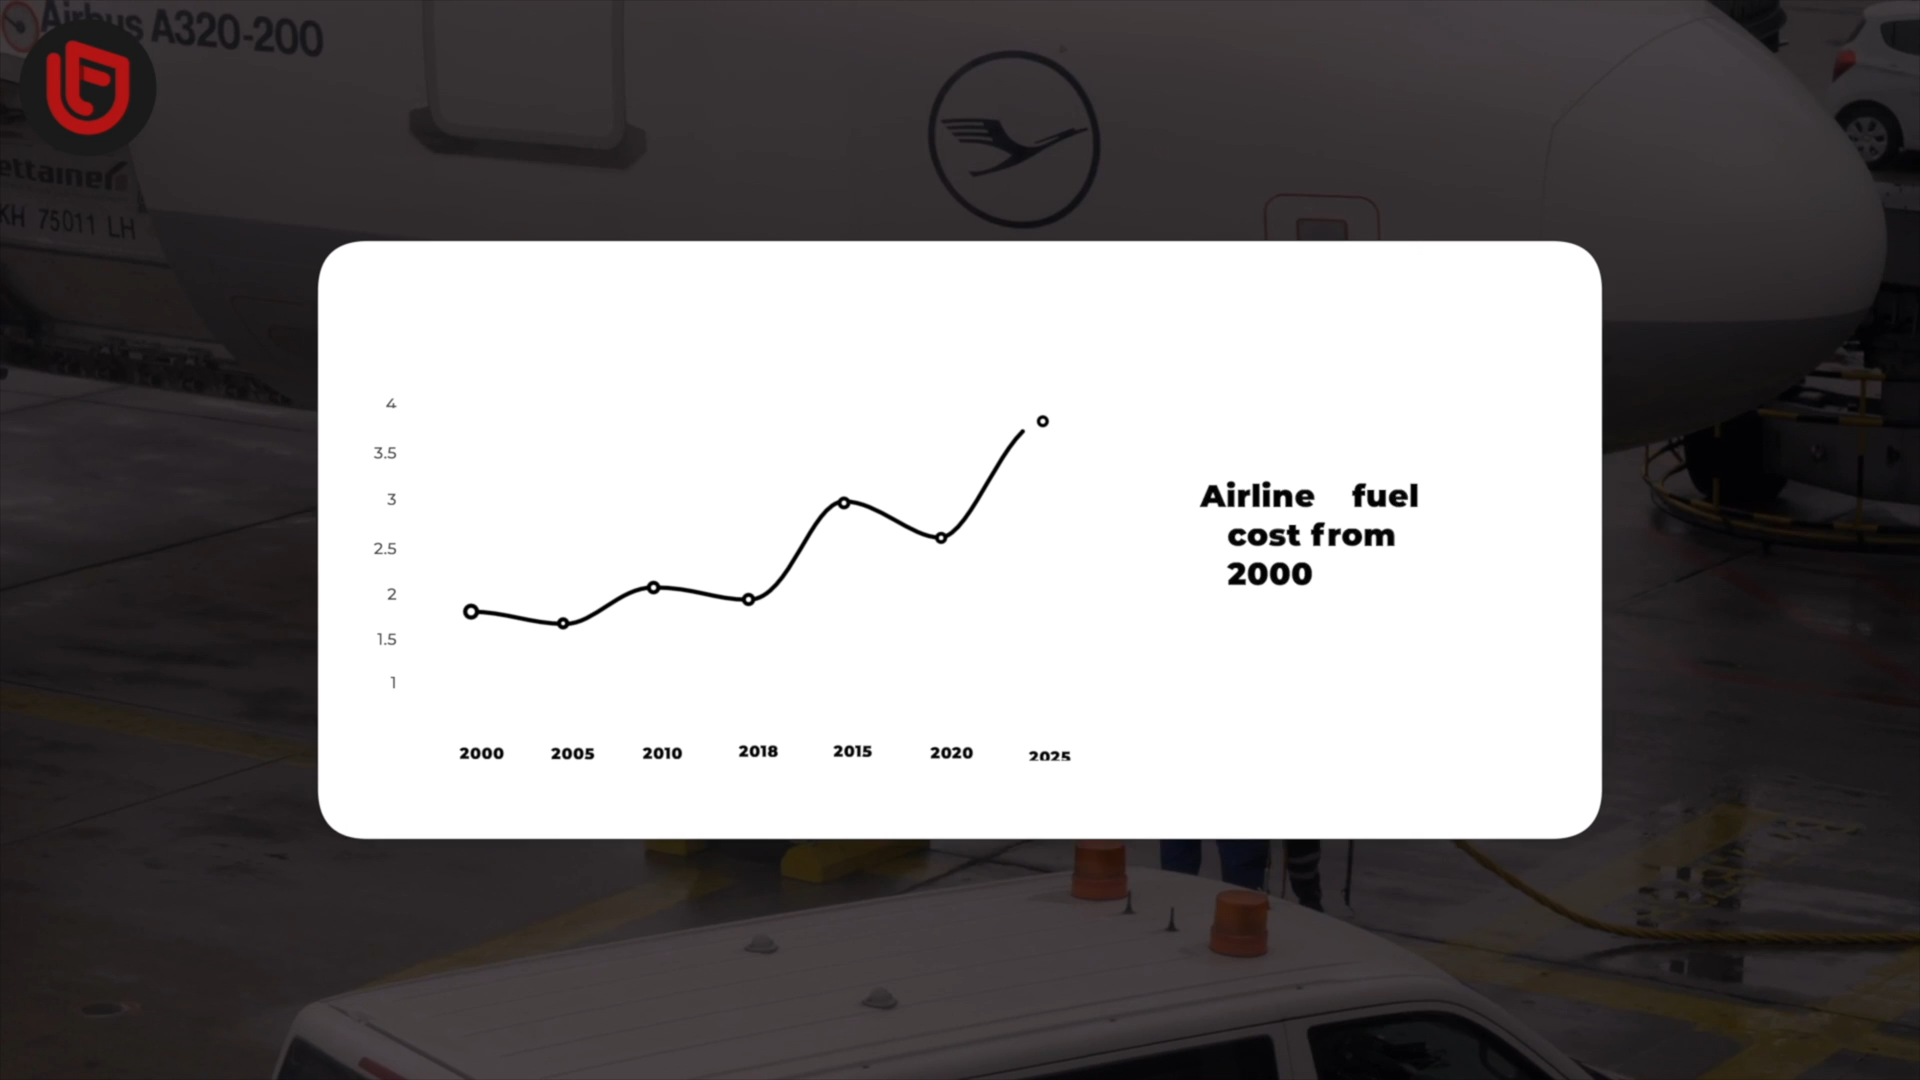 Airbus A320-200
ettainer
KH 75011 LH
4
3.5
3
2.5
2
1.5
1
2000 2005 2010 2018 2015 2020 2025
Airline fuel
cost from
2000